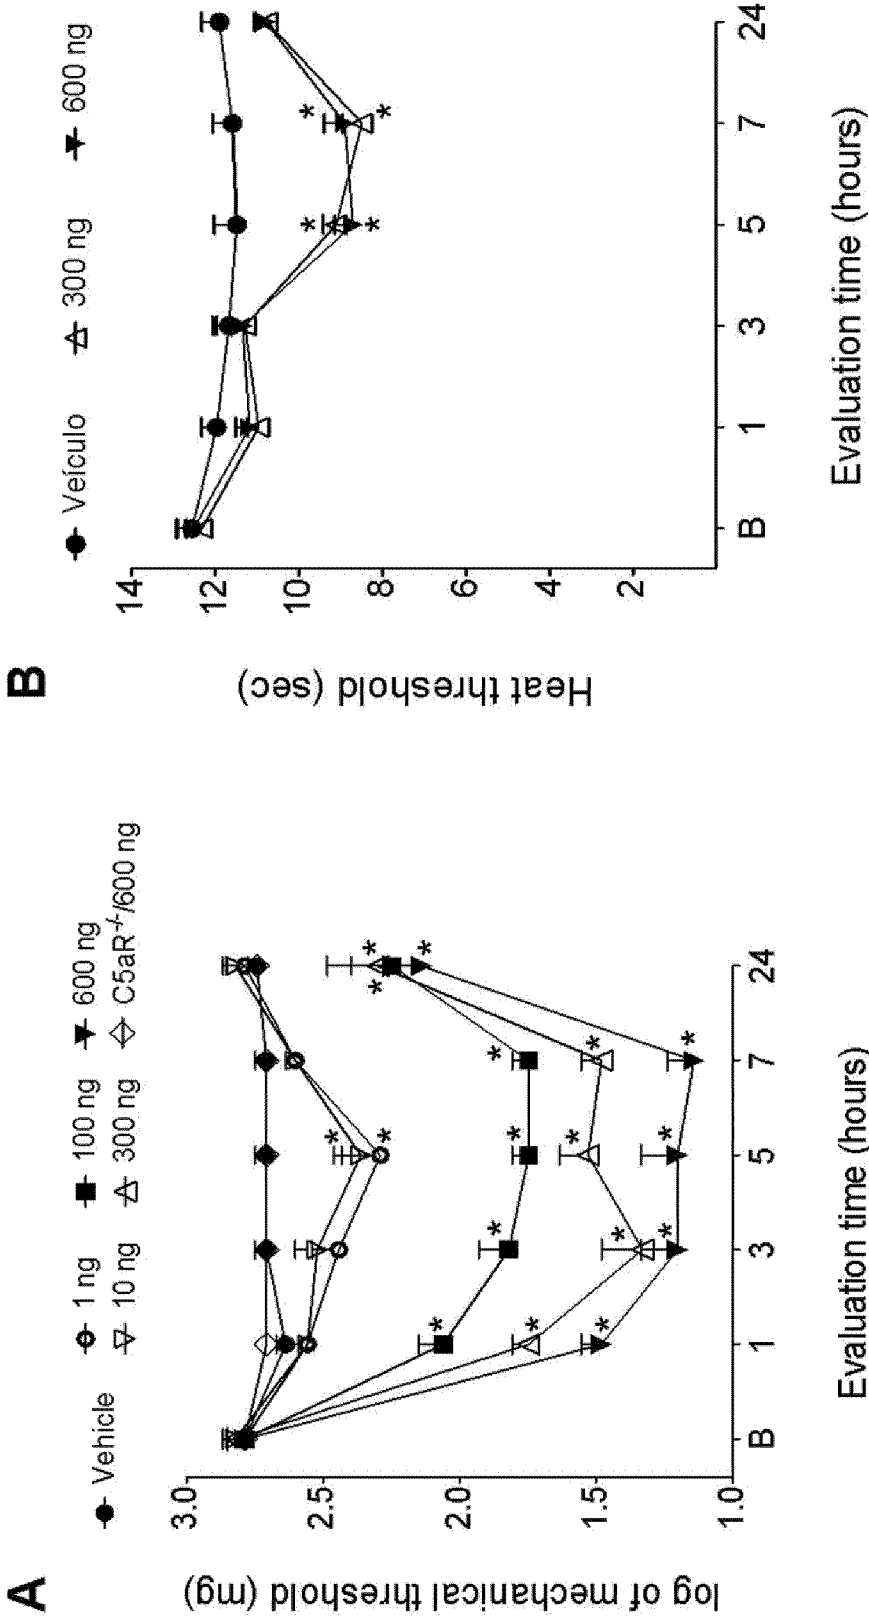 A
Vehicle
1 ng
100 ng
600 ng
10 ng
300 ng
C5aR-/-/600 ng
log of mechanical threshold (mg)
3.0
2.5
2.0
1.5
1.0
* * * *
* * * * * *
* * * * * * * *
B
1
3
5
7
24
Evaluation time (hours)
B
Veículo
300 ng
600 ng
Heat threshold (sec)
14
12
10
8
6
4
2
* *
* *
B
1
3
5
7
24
Evaluation time (hours)